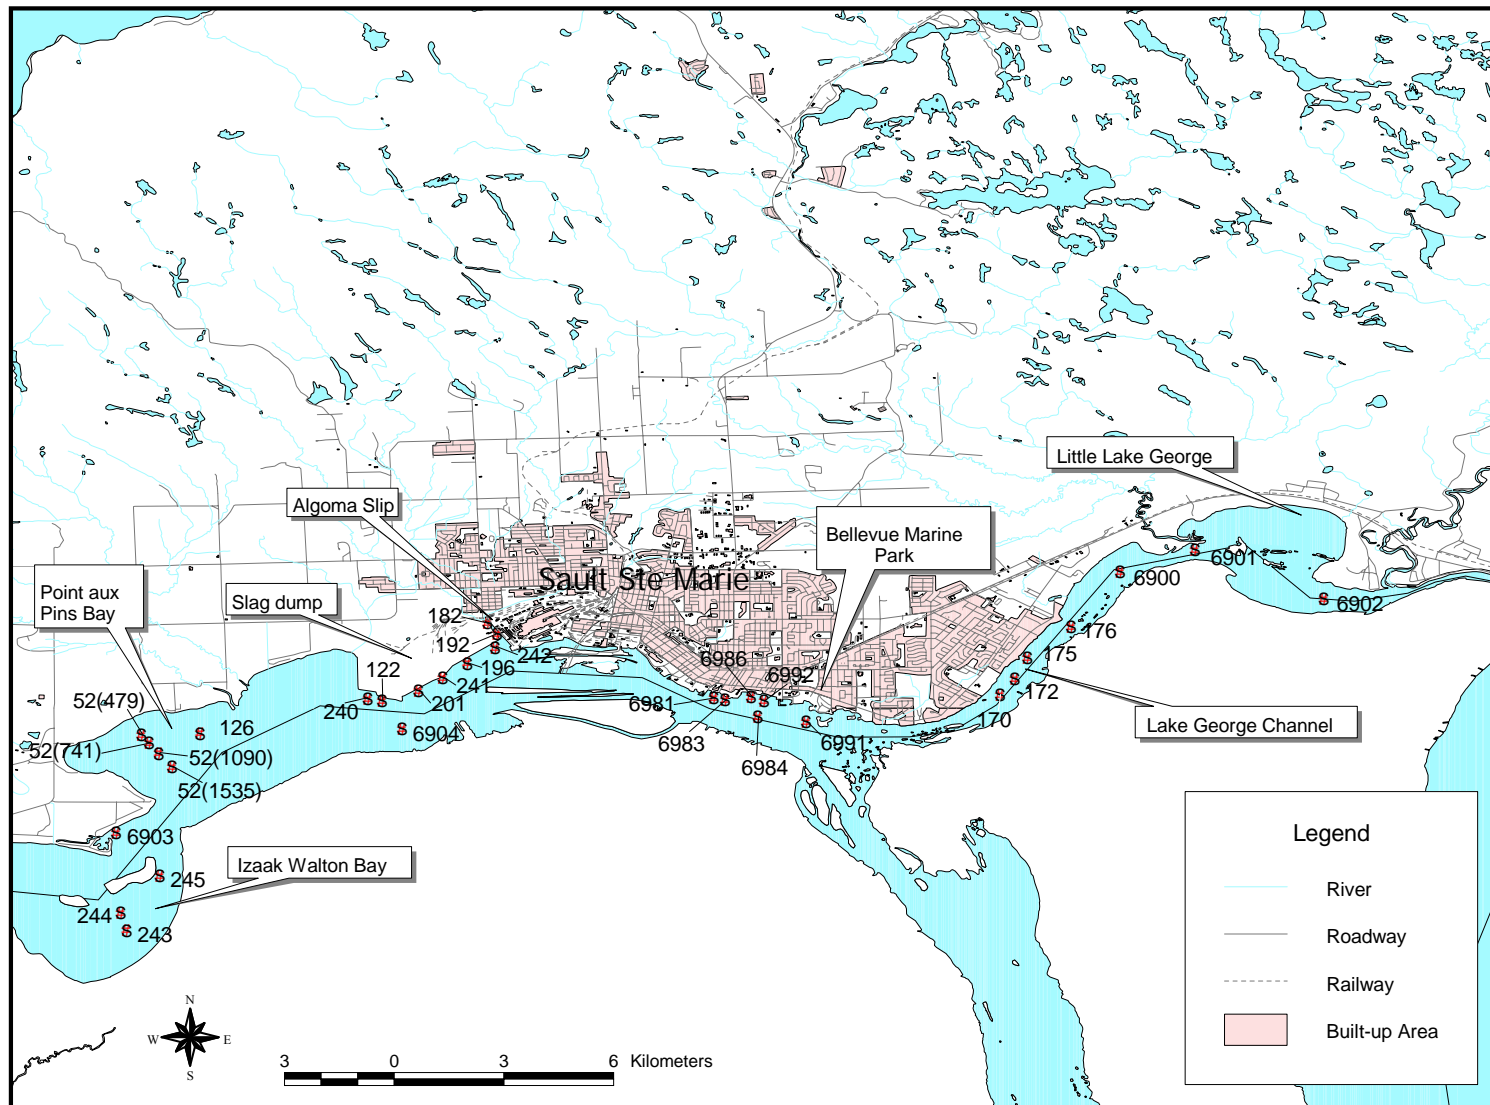 Little Lake George
Algoma Slip
Bellevue Marine
Park
Sault Ste Marie
Point aux
Pins Bay
Slag dump
6901
6900
6902
182
176
192
242
175
122
196
6986
6992
241
172
52(479)
240
201
6981
170
Lake George Channel
126
6904
6983
6991
52(741)
52(1090)
6984
52(1535)
6903
Izaak Walton Bay
245
244
243
Legend
River
Roadway
Railway
Built-up Area
N
W
E
S
3
0
3
6
Kilometers